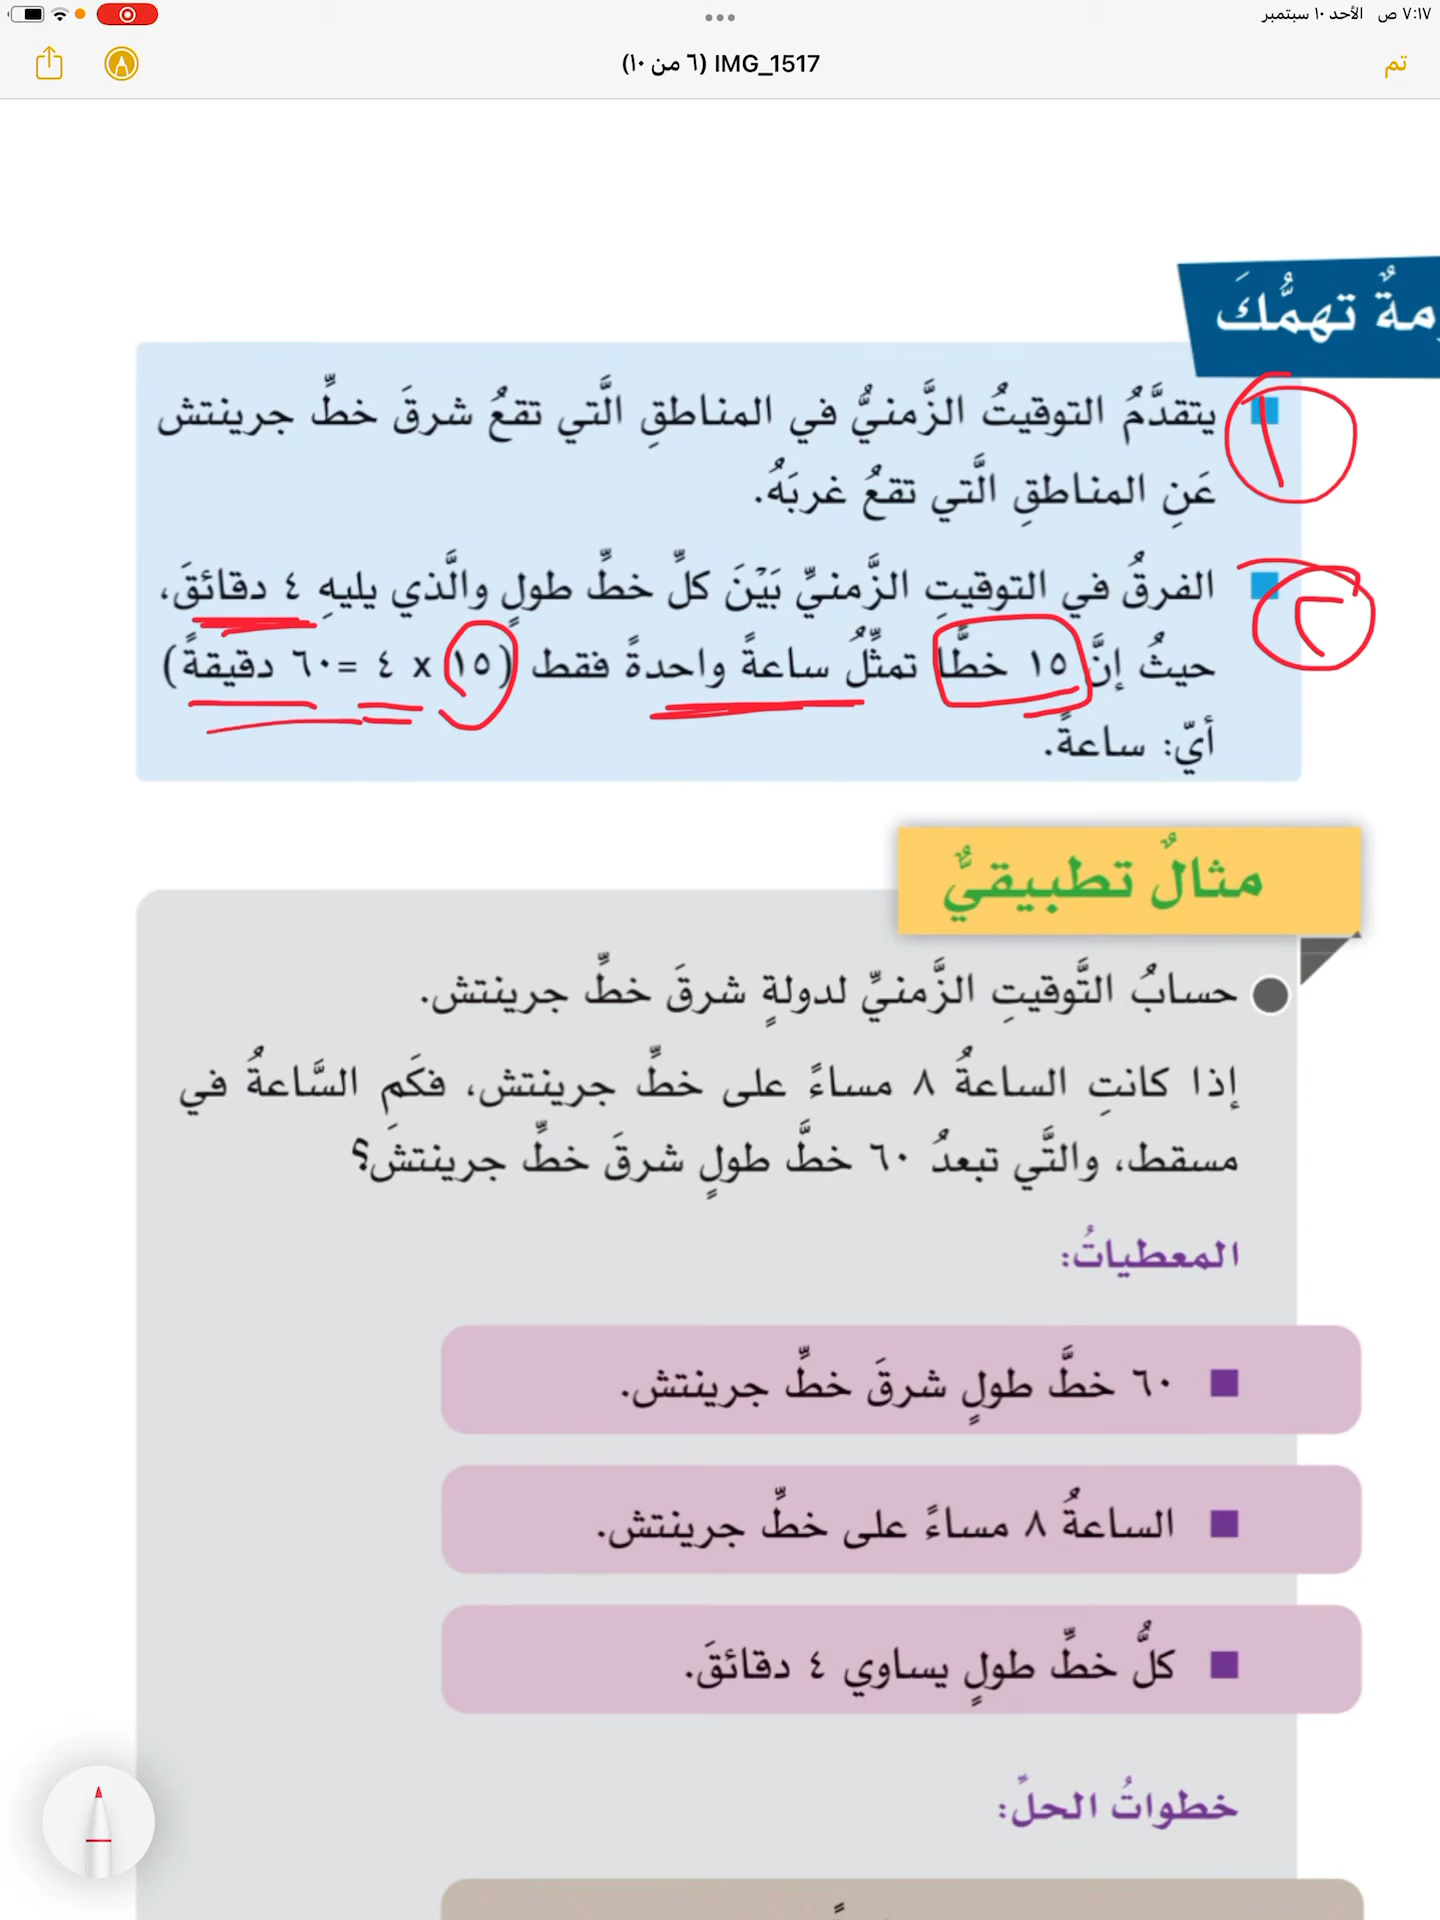 ٧:١٧ ص الأحد ١٠ سبتمبر
IMG_1517 (٦ من ١٠)
تم
تهمُّكَ
١
يتقدَّمُ التوقيتُ الزَّمنيُّ في المناطقِ الَّتي تقعُ شرقَ خطِّ جرينتش
عَنِ المناطقِ الَّتي تقعُ غربَهُ.
٢
الفرقُ في التوقيتِ الزَّمنيِّ بَيْنَ كلِّ خطِّ طولٍ والَّذي يليهِ ٤ دقائقَ،
حيثُ إنَّ ١٥ خطًّا تمثِّلُ ساعةً واحدةً فقط (١٥ x ٤ =٦٠ دقيقةً)
أيّ: ساعةً.
مثالٌ تطبيقيٌّ
حسابُ التَّوقيتِ الزَّمنيِّ لدولةٍ شرقَ خطِّ جرينتش.
إذا كانتِ الساعةُ ٨ مساءً على خطِّ جرينتش، فكَم السَّاعةُ في
مسقط، والتَّي تبعدُ ٦٠ خطَّ طولٍ شرقَ خطِّ جرينتشَ؟
المعطياتُ:
٦٠ خطَّ طولٍ شرقَ خطِّ جرينتش.
الساعةُ ٨ مساءً على خطِّ جرينتش.
كلُّ خطِّ طولٍ يساوي ٤ دقائقَ.
خطواتُ الحلِّ: